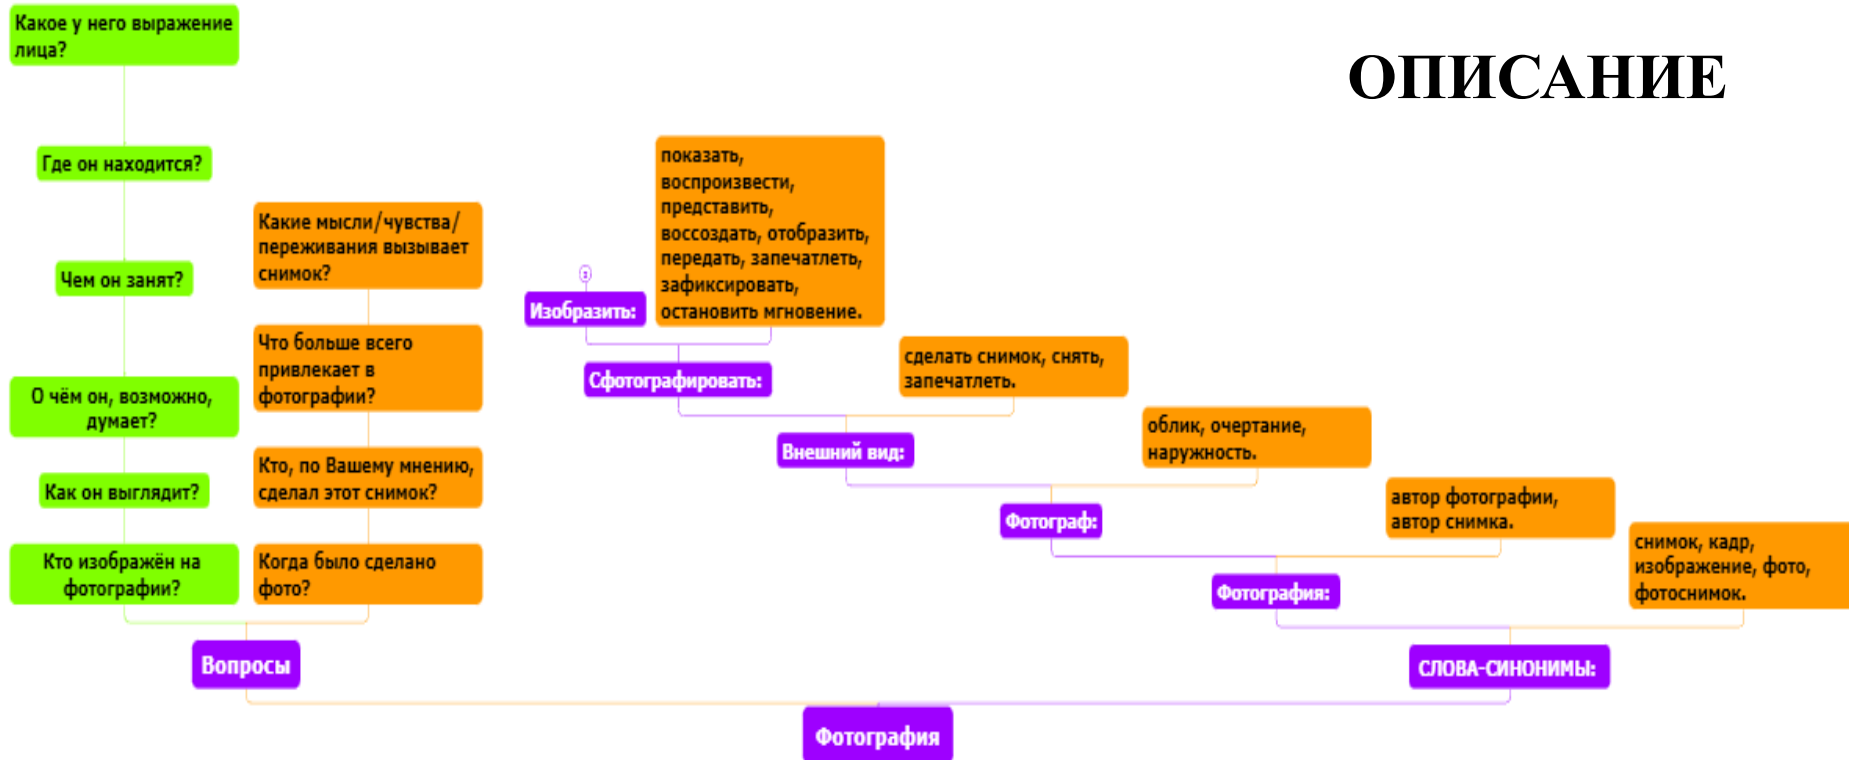 ОПИСАНИЕ
Какое у него выражение
лица?
Где он находится?
Чем он занят?
О чём он, возможно,
думает?
Как он выглядит?
Кто изображён на
фотографии?
Какие мысли/чувства/
переживания вызывает
снимок?
Что больше всего
привлекает в
фотографии?
Кто, по Вашему мнению,
сделал этот снимок?
Когда было сделано
фото?
Вопросы
Изобразить:
показать,
воспроизвести,
представить,
воссоздать, отобразить,
передать, запечатлеть,
зафиксировать,
остановить мгновение.
Сфотографировать:
сделать снимок, снять,
запечатлеть.
Внешний вид:
облик, очертание,
наружность.
Фотограф:
автор фотографии,
автор снимка.
Фотография:
снимок, кадр,
изображение, фото,
фотоснимок.
СЛОВА-СИНОНИМЫ:
Фотография